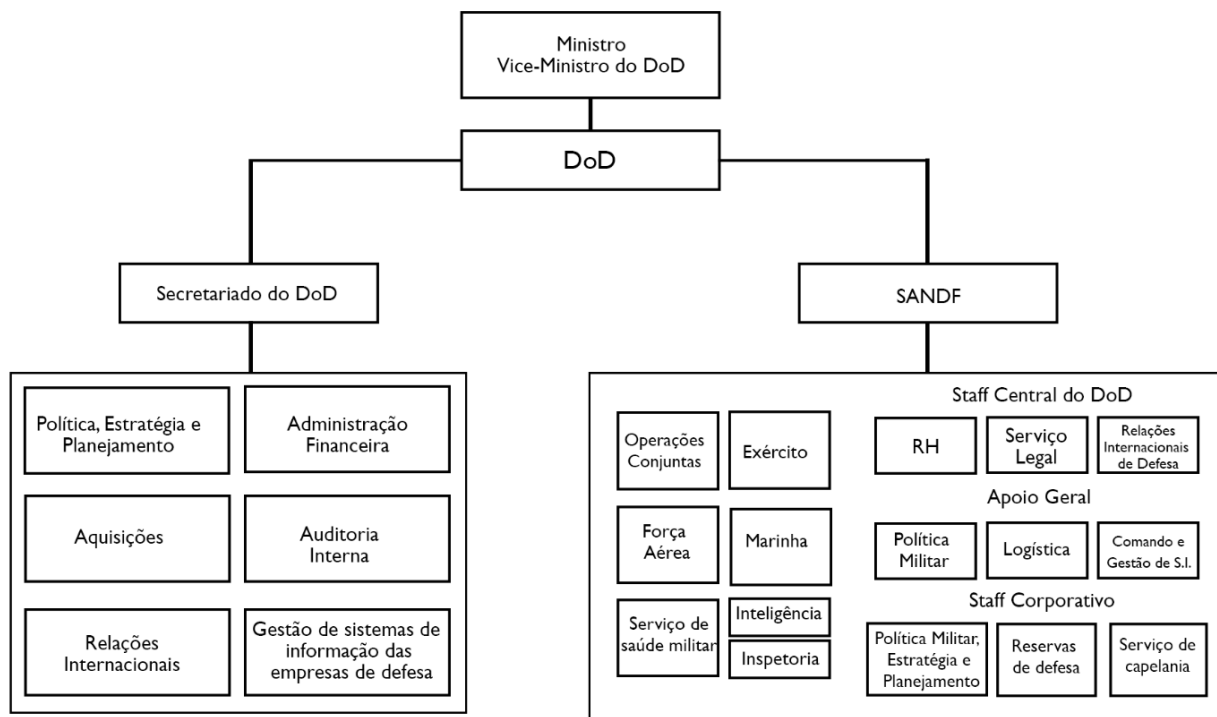 Ministro
Vice-Ministro do DoD
DoD
Secretariado do DoD
SANDF
Política, Estratégia e
Planejamento
Administração
Financeira
Aquisições
Auditoria
Interna
Relações
Internacionais
Gestão de sistemas de
informação das
empresas de defesa
Operações
Conjuntas
Exército
Força
Aérea
Marinha
Serviço de
saúde militar
Inteligência
Inspetoria
Staff Central do DoD
RH
Serviço
Legal
Relações
Internacionais
de Defesa
Apoio Geral
Política
Militar
Logística
Comando e
Gestão de S.I.
Staff Corporativo
Política Militar,
Estratégia e
Planejamento
Reservas
de defesa
Serviço de
capelania